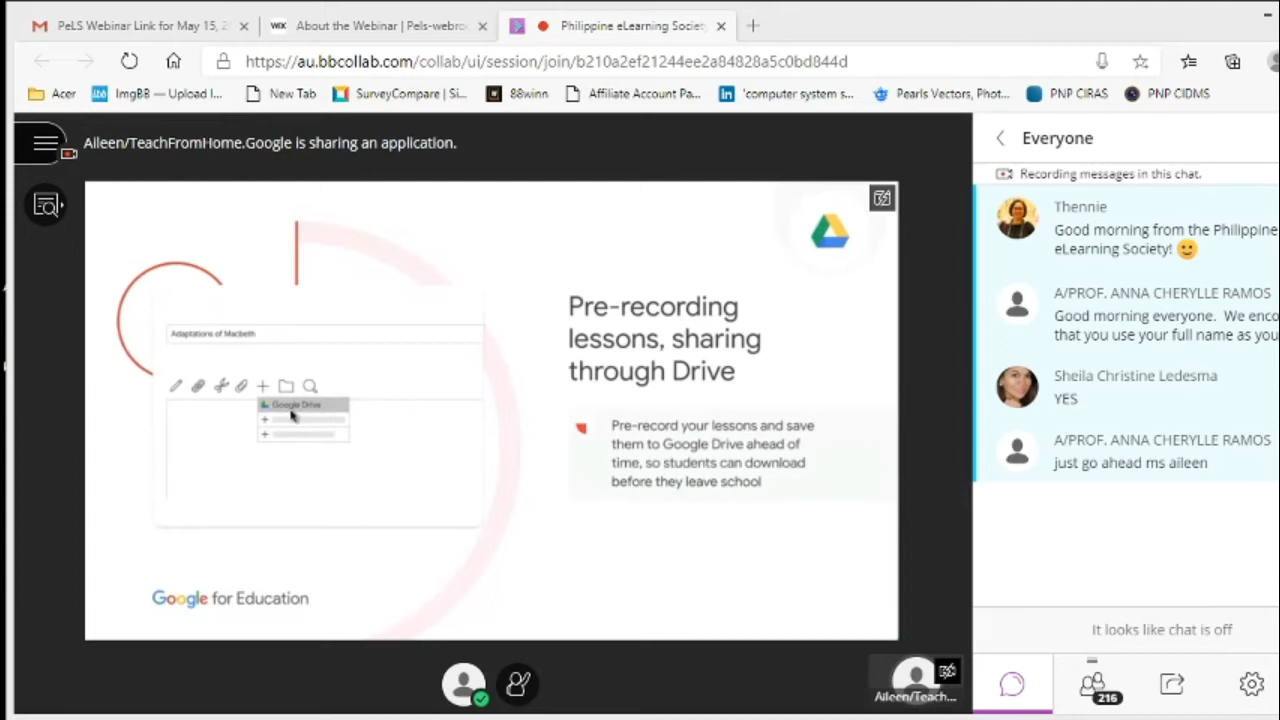 PeLS Webinar Link for May 15, 2
About the Webinar | Pels-webro
Philippine eLearning Society
https://au.bbcollab.com/collab/ui/session/join/b210a2ef21244ee2a84828a5c0bd844d
Acer
ImgBB — Upload I...
New Tab
SurveyCompare | Si...
88winn
Affiliate Account Pa...
'computer system s...
Pearls Vectors, Phot...
PNP CIRAS
PNP CIDMS
Aileen/TeachFromHome.Google is sharing an application.
Adaptations of Macbeth
Google Drive
Pre-recording
lessons, sharing
through Drive
Pre-record your lessons and save
them to Google Drive ahead of
time, so students can download
before they leave school
Google for Education
Aileen/Teach...
Everyone
Recording messages in this chat.
Thennie
Good morning from the Philippine
eLearning Society!
A/PROF. ANNA CHERYLLE RAMOS
Good morning everyone. We enco
that you use your full name as you
Sheila Christine Ledesma
YES
A/PROF. ANNA CHERYLLE RAMOS
just go ahead ms aileen
It looks like chat is off
216